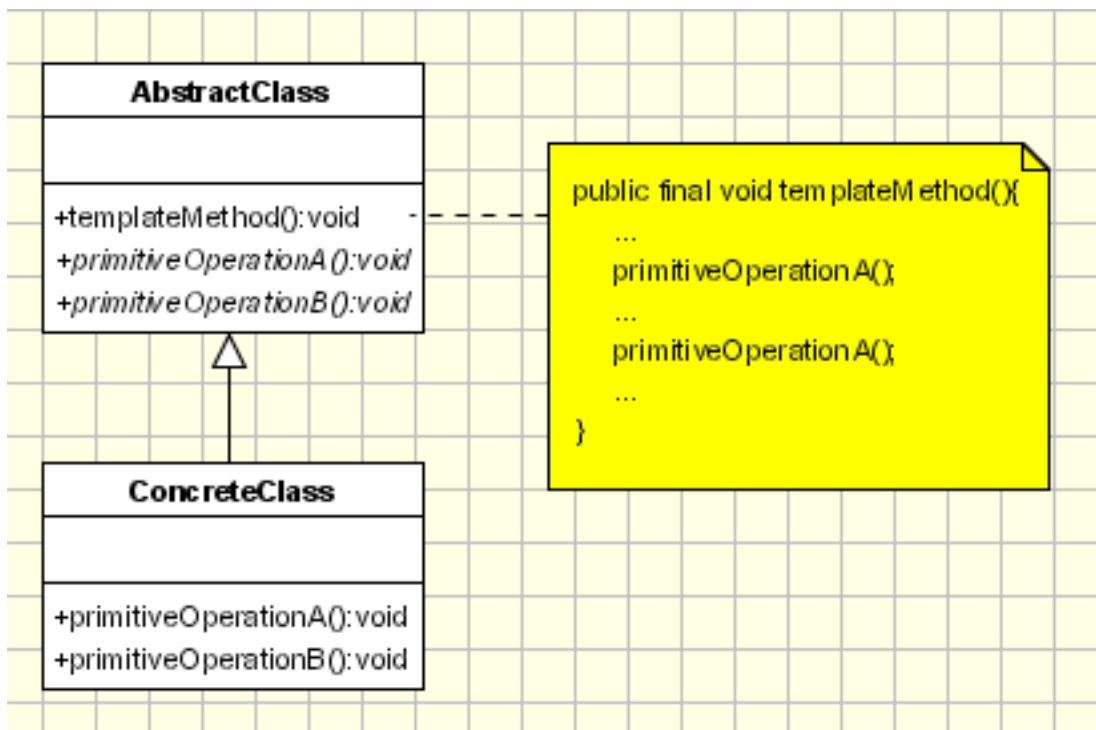 AbstractClass
+templateMethod():void
+primitiveOperationA():void
+primitiveOperationB():void
public final void templateMethod(){
...
primitiveOperationA();
...
primitiveOperationA();
...
}
ConcreteClass
+primitiveOperationA():void
+primitiveOperationB():void